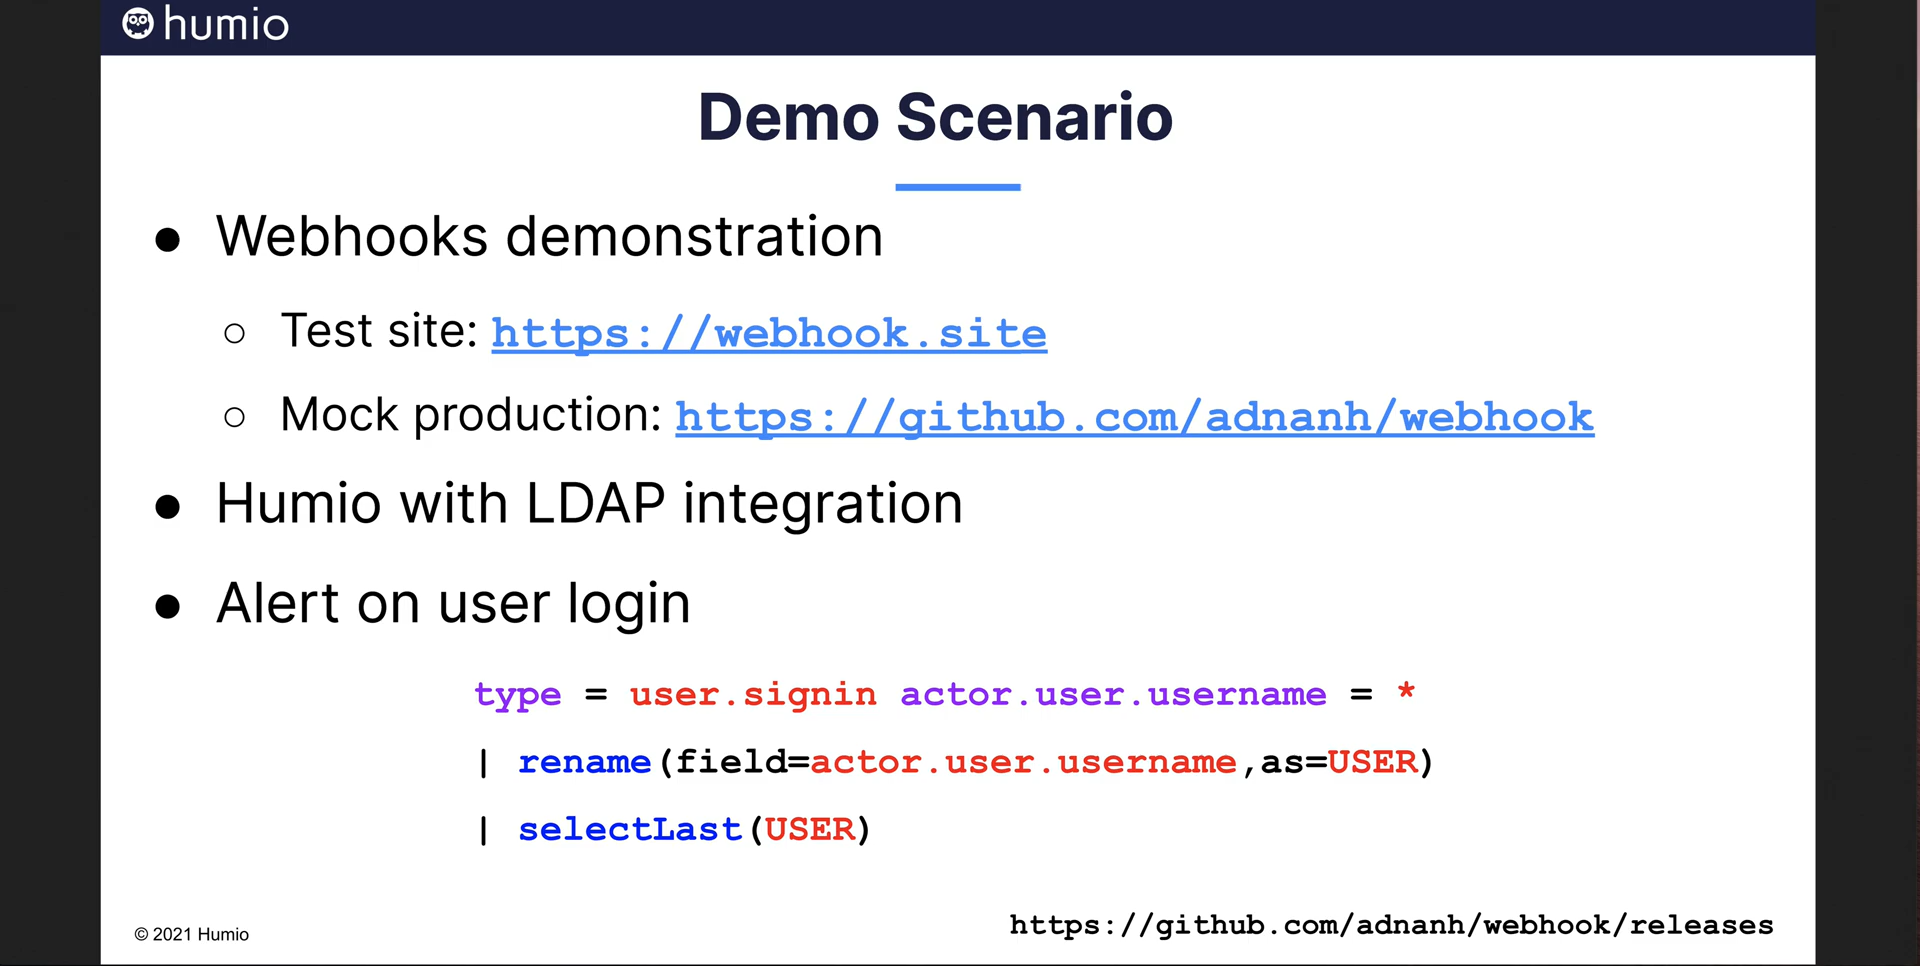 humio
Demo Scenario
● Webhooks demonstration
○ Test site: https://webhook.site
○ Mock production: https://github.com/adnanh/webhook
● Humio with LDAP integration
● Alert on user login
type = user.signin actor.user.username = *
| rename(field=actor.user.username,as=USER)
| selectLast(USER)
© 2021 Humio
https://github.com/adnanh/webhook/releases